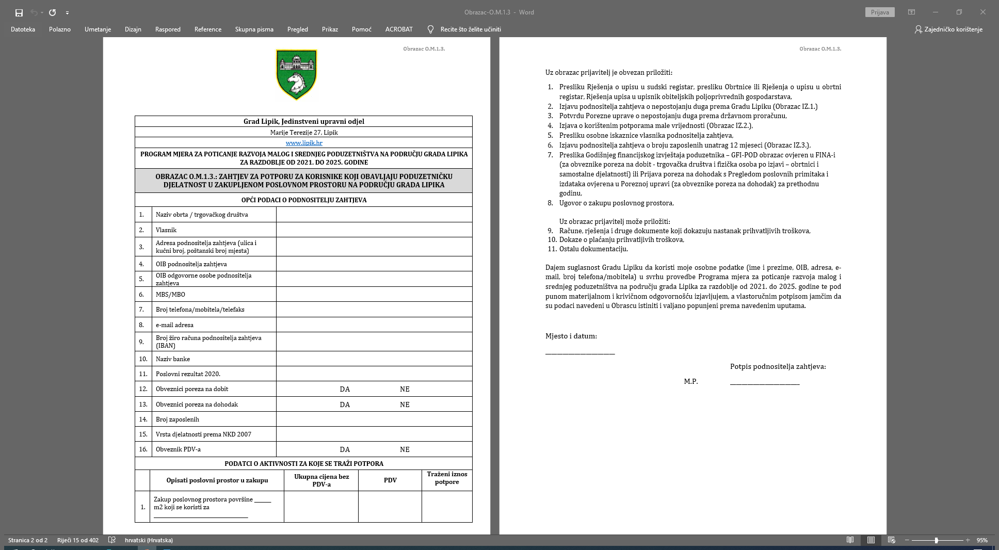 Obrazac-O.M.1.3 - Word
Prijava
Datoteka Polazno Umetanje Dizajn Raspored Reference Skupna pisma Pregled Prikaz Pomoć ACROBAT Recite što želite učiniti Zajedničko korištenje
Obrazac O.M.1.3.
Grad Lipik, Jedinstveni upravni odjel
Marije Terezije 27, Lipik
www.lipik.hr
PROGRAM MJERA ZA POTICANJE RAZVOJA MALOG I SREDNJEG PODUZETNIŠTVA NA PODRUČJU GRADA LIPIKA
ZA RAZDOBLJE OD 2021. DO 2025. GODINE
OBRAZAC O.M.1.3.: ZAHTJEV ZA POTPORU ZA KORISNIKE KOJI OBAVLJAJU PODUZETNIČKU
DJELATNOST U ZAKUPLJENOM POSLOVNOM PROSTORU NA PODRUČJU GRADA LIPIKA
OPĆI PODACI O PODNOSITELJU ZAHTJEVA
1. Naziv obrta / trgovačkog društva
2. Vlasnik
3. Adresa podnositelja zahtjeva (ulica i
kućni broj, poštanski broj mjesta)
4. OIB podnositelja zahtjeva
5. OIB odgovorne osobe podnositelja
zahtjeva
6. MBS/MBO
7. Broj telefona/mobitela/telefaks
8. e-mail adresa
9. Broj žiro računa podnositelja zahtjeva
(IBAN)
10. Naziv banke
11. Poslovni rezultat 2020.
12. Obveznici poreza na dobit DA NE
13. Obveznici poreza na dohodak DA NE
14. Broj zaposlenih
15. Vrsta djelatnosti prema NKD 2007
16. Obveznik PDV-a DA NE
PODATCI O AKTIVNOSTI ZA KOJE SE TRAŽI POTPORA
Opisati poslovni prostor u zakupu
Ukupna cijena bez
PDV-a
PDV
Traženi iznos
potpore
1. Zakup poslovnog prostora površine ______
m2 koji se koristi za
__________________________________
Obrazac O.M.1.3.
Uz obrazac prijavitelj je obvezan priložiti:
1. Presliku Rješenja o upisu u sudski registar, presliku Obrtnice ili Rješenja o upisu u obrtni
registar, Rješenja upisa u upisnik obiteljskih poljoprivrednih gospodarstava,
2. Izjavu podnositelja zahtjeva o nepostojanju duga prema Gradu Lipiku (Obrazac IZ.1.)
3. Potvrdu Porezne uprave o nepostojanju duga prema državnom proračunu,
4. Izjava o korištenim potporama male vrijednosti (Obrazac IZ.2.),
5. Presliku osobne iskaznice vlasnika podnositelja zahtjeva,
6. Izjavu podnositelja zahtjeva o broju zaposlenih unatrag 12 mjeseci (Obrazac IZ.3.),
7. Preslika Godišnjeg financijskog izvještaja poduzetnika – GFI-POD obrazac ovjeren u FINA-i
(za obveznike poreza na dobit - trgovačka društva i fizička osoba po izjavi – obrtnici i
samostalne djelatnosti) ili Prijava poreza na dohodak s Pregledom poslovnih primitaka i
izdataka ovjerena u Poreznoj upravi (za obveznike poreza na dohodak) za prethodnu
godinu,
8. Ugovor o zakupu poslovnog prostora,
Uz obrazac prijavitelj može priložiti:
9. Račune, rješenja i druge dokumente koji dokazuju nastanak prihvatljivih troškova,
10. Dokaze o plaćanju prihvatljivih troškova,
11. Ostalu dokumentaciju.
Dajem suglasnost Gradu Lipiku da koristi moje osobne podatke (ime i prezime, OIB, adresa, e-
mail, broj telefona/mobitela) u svrhu provedbe Programa mjera za poticanje razvoja malog i
srednjeg poduzetništva na području grada Lipika za razdoblje od 2021. do 2025. godine te pod
punom materijalnom i krivičnom odgovornošću izjavljujem, a vlastoručnim potpisom jamčim da
su podaci navedeni u Obrascu istiniti i valjano popunjeni prema navedenim uputama.
Mjesto i datum:
______________________
Potpis podnositelja zahtjeva:
M.P. ______________________
Stranica 2 od 2 Riječi 15 od 402 hrvatski (Hrvatska) 95%